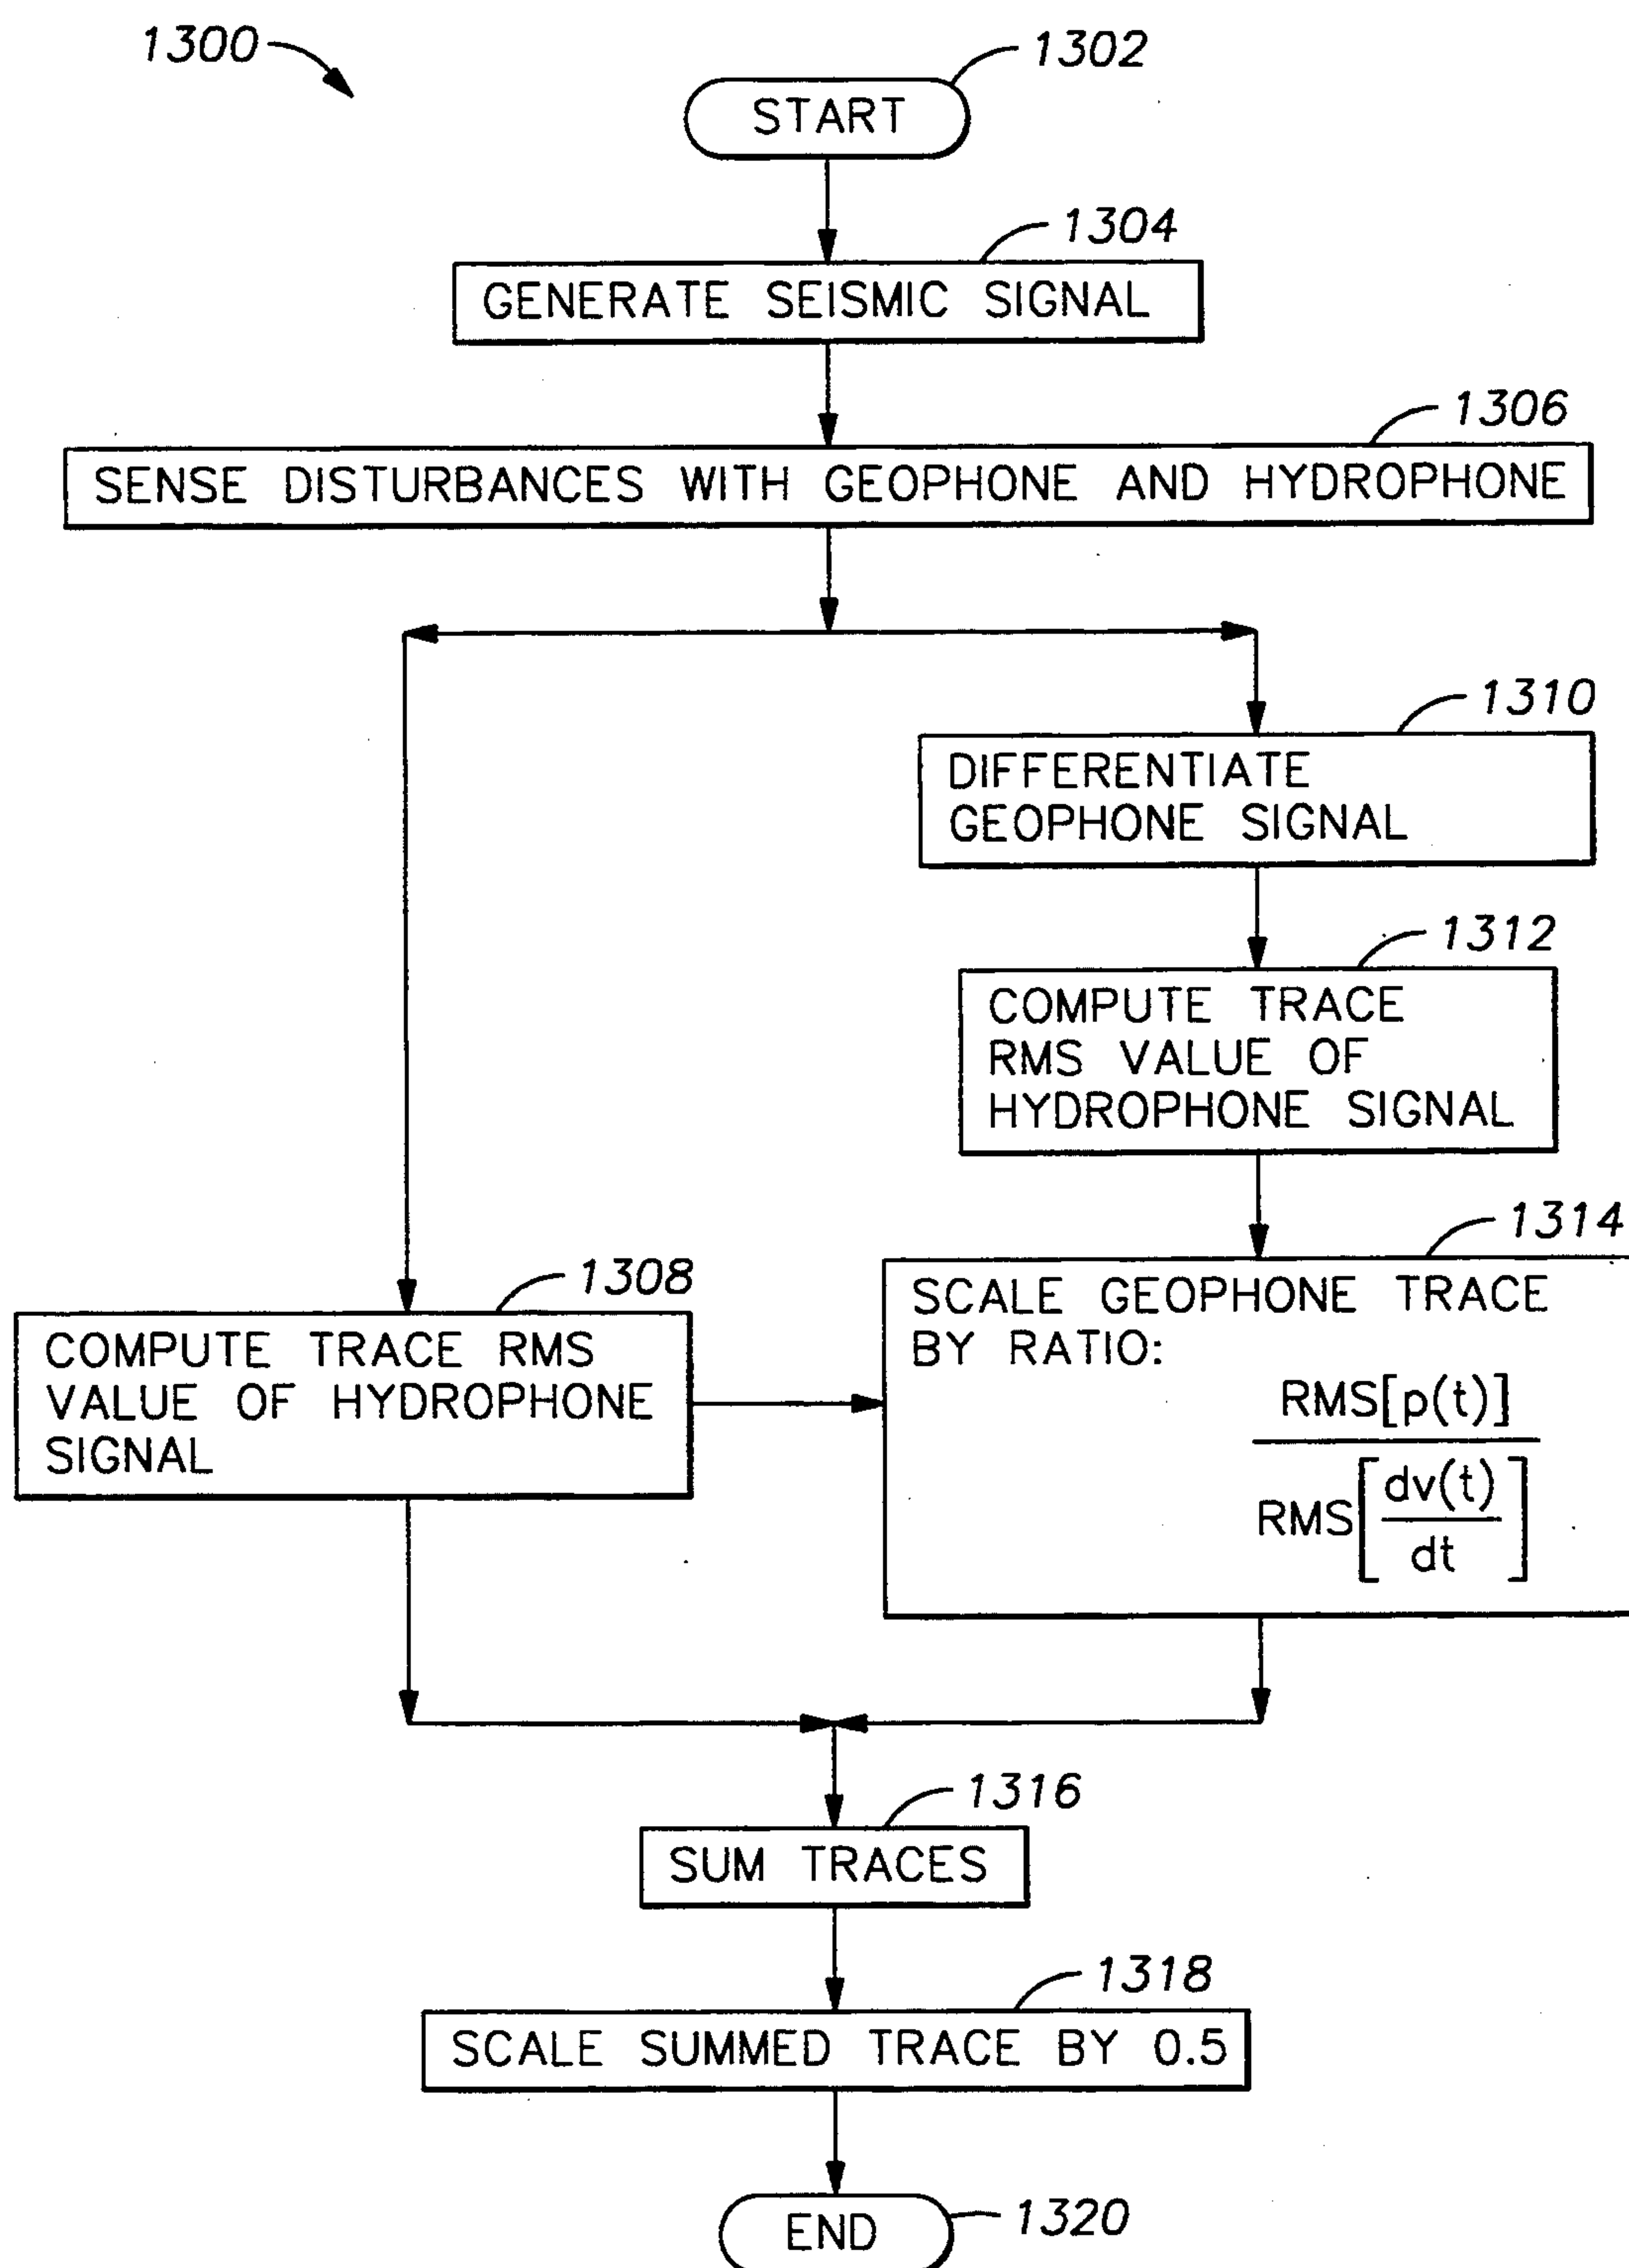 1300
1302
START
1304
GENERATE SEISMIC SIGNAL
1306
SENSE DISTURBANCES WITH GEOPHONE AND HYDROPHONE
1310
DIFFERENTIATE
GEOPHONE SIGNAL
1312
COMPUTE TRACE
RMS VALUE OF
HYDROPHONE SIGNAL
1308
COMPUTE TRACE RMS
VALUE OF HYDROPHONE
SIGNAL
1314
SCALE GEOPHONE TRACE
BY RATIO:
RMS[p(t)]
RMS[dv(t)
dt]
1316
SUM TRACES
1318
SCALE SUMMED TRACE BY 0.5
END
1320